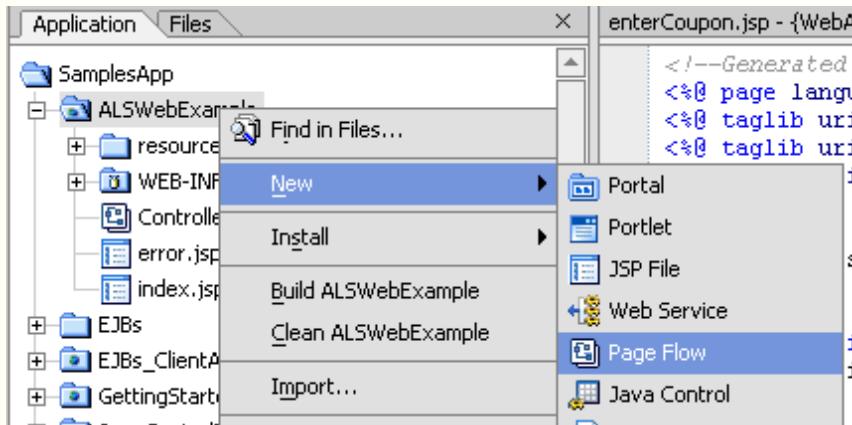 Application Files
enterCoupon.jsp - {WebA
SamplesApp
ALSWebExample
resource
WEB-INF
Controlle
error.jsp
index.jsp
EJBs
EJBs_ClientA
GettingStart
Find in Files...
New
Install
Build ALSWebExample
Clean ALSWebExample
Import...
Portal
Portlet
JSP File
Web Service
Page Flow
Java Control
<!--Generated
<%@ page langu
<%@ taglib uri
<%@ taglib uri